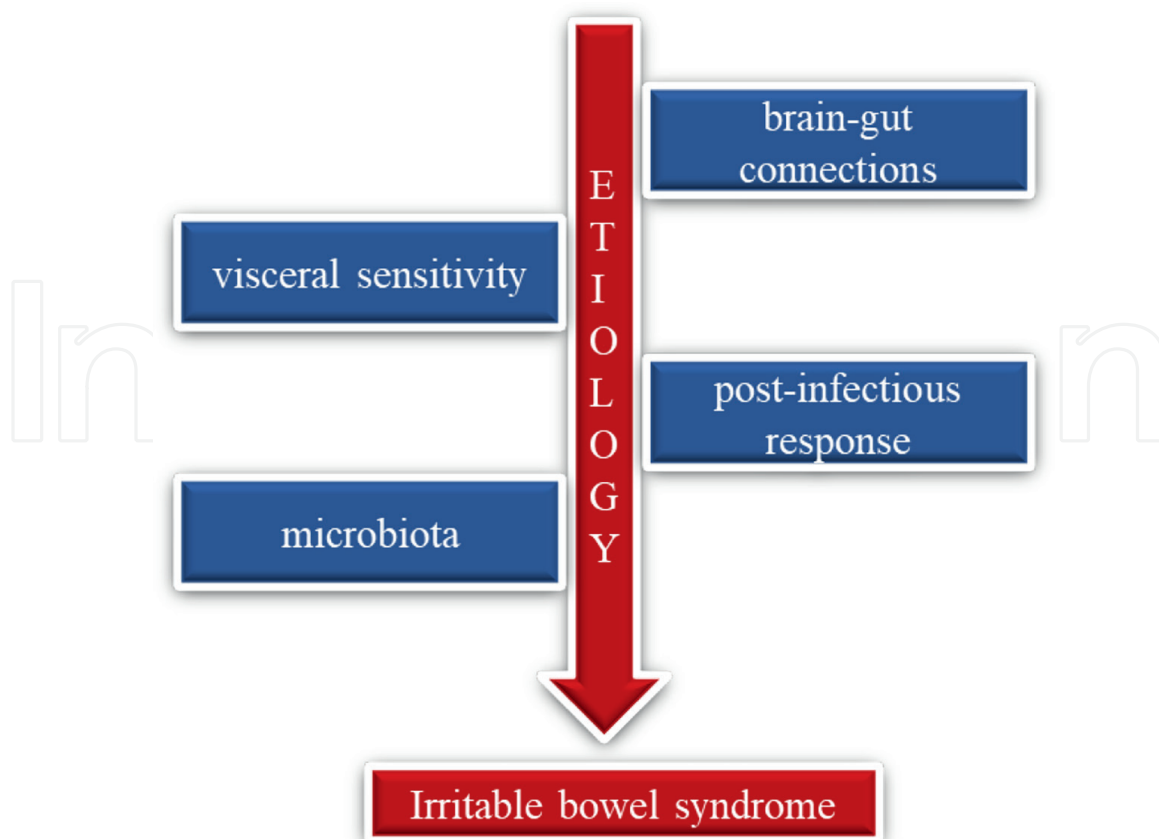 brain-gut
connections
visceral sensitivity
ETIOLOGY
post-infectious
response
microbiota
Irritable bowel syndrome